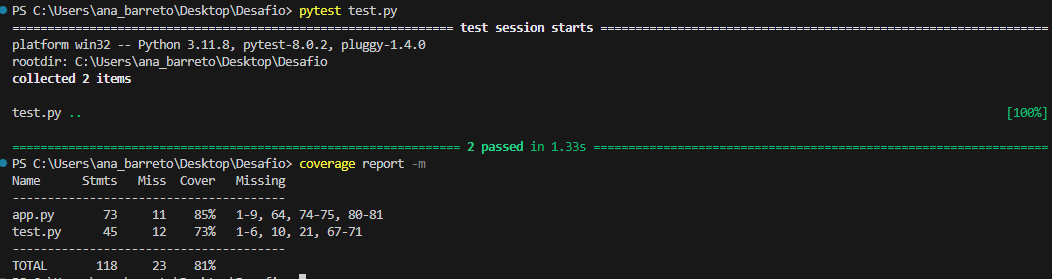 PS C:\Users\ana_barreto\Desktop\Desafio> pytest test.py
================================ test session starts ================================
platform win32 -- Python 3.11.8, pytest-8.0.2, pluggy-1.4.0
rootdir: C:\Users\ana_barreto\Desktop\Desafio
collected 2 items
test.py .. [100%]
================================ 2 passed in 1.33s ================================
PS C:\Users\ana_barreto\Desktop\Desafio> coverage report -m
Name Stmts Miss Cover Missing
---------------------------------------
app.py 73 11 85% 1-9, 64, 74-75, 80-81
test.py 45 12 73% 1-6, 10, 21, 67-71
---------------------------------------
TOTAL 118 23 81%